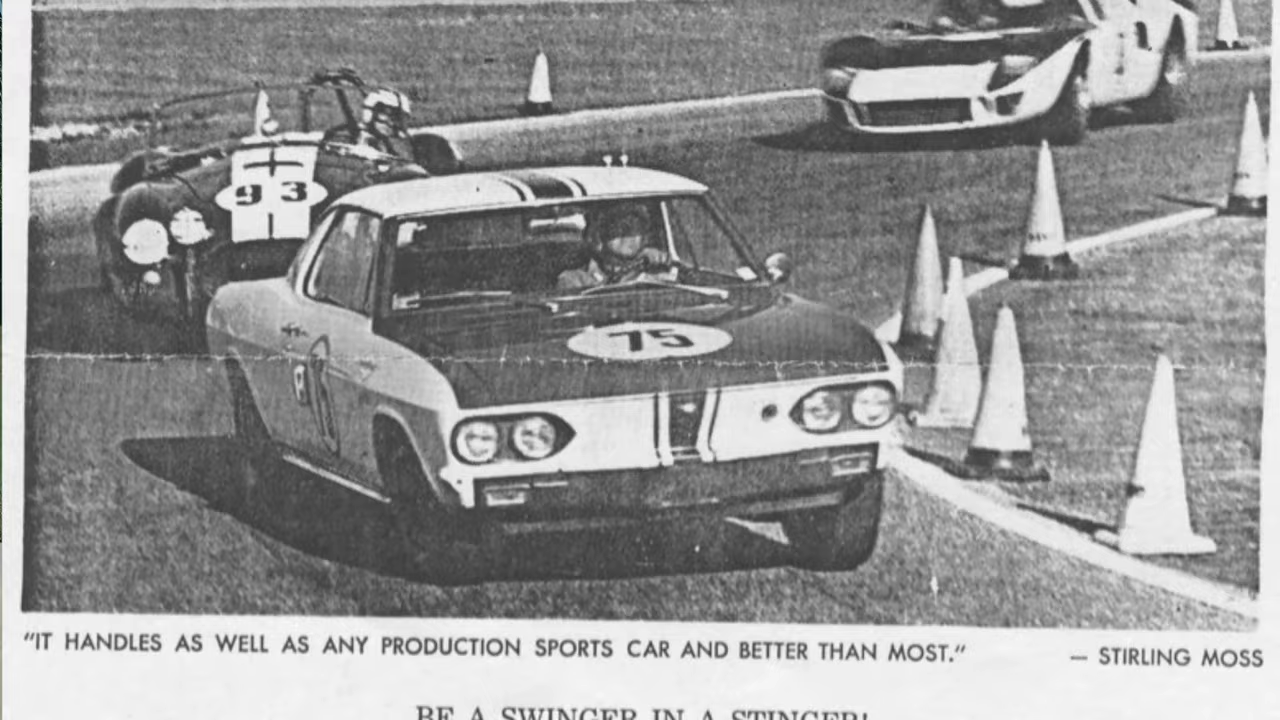 93
75
"IT HANDLES AS WELL AS ANY PRODUCTION SPORTS CAR AND BETTER THAN MOST." — STIRLING MOSS
BE A SWINGER IN A STINGER!